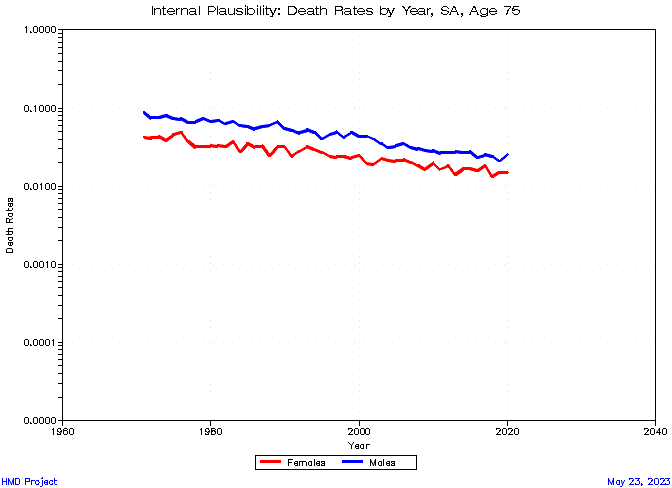 Internal Plausibility: Death Rates by Year, SA, Age 75
1.0000
0.1000
0.0100
0.0010
0.0001
0.0000
Death Rates
1960
1980
2000
2020
2040
Year
Females
Males
HMD Project
May 23, 2023